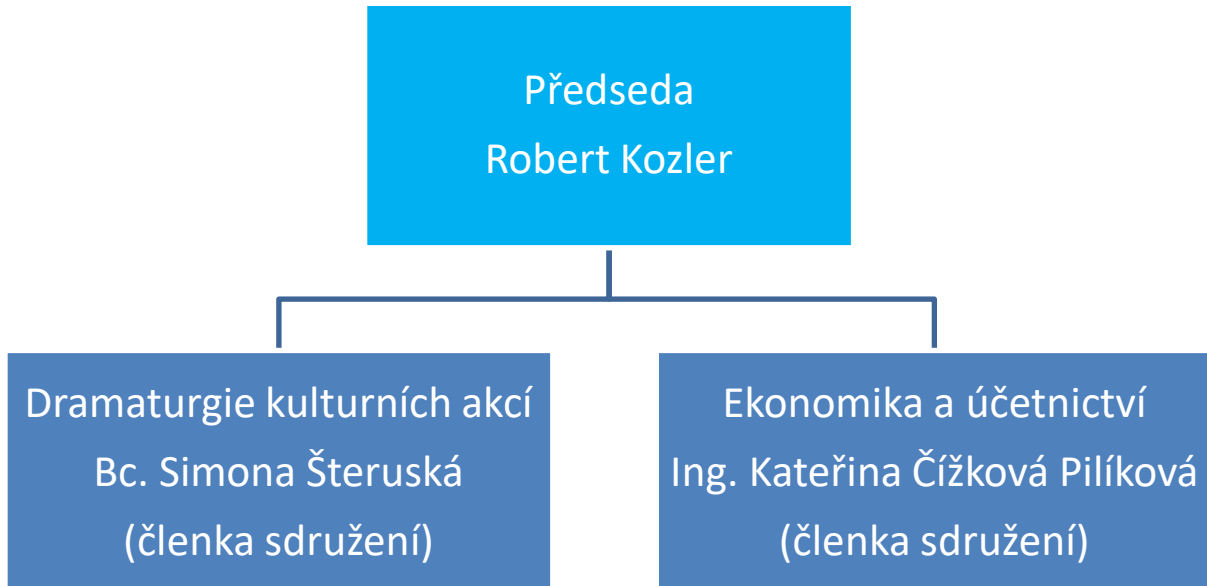 Předseda
Robert Kozler
Dramaturgie kulturních akcí
Bc. Simona Šteruská
(členka sdružení)
Ekonomika a účetnictví
Ing. Kateřina Čížková Pilíková
(členka sdružení)